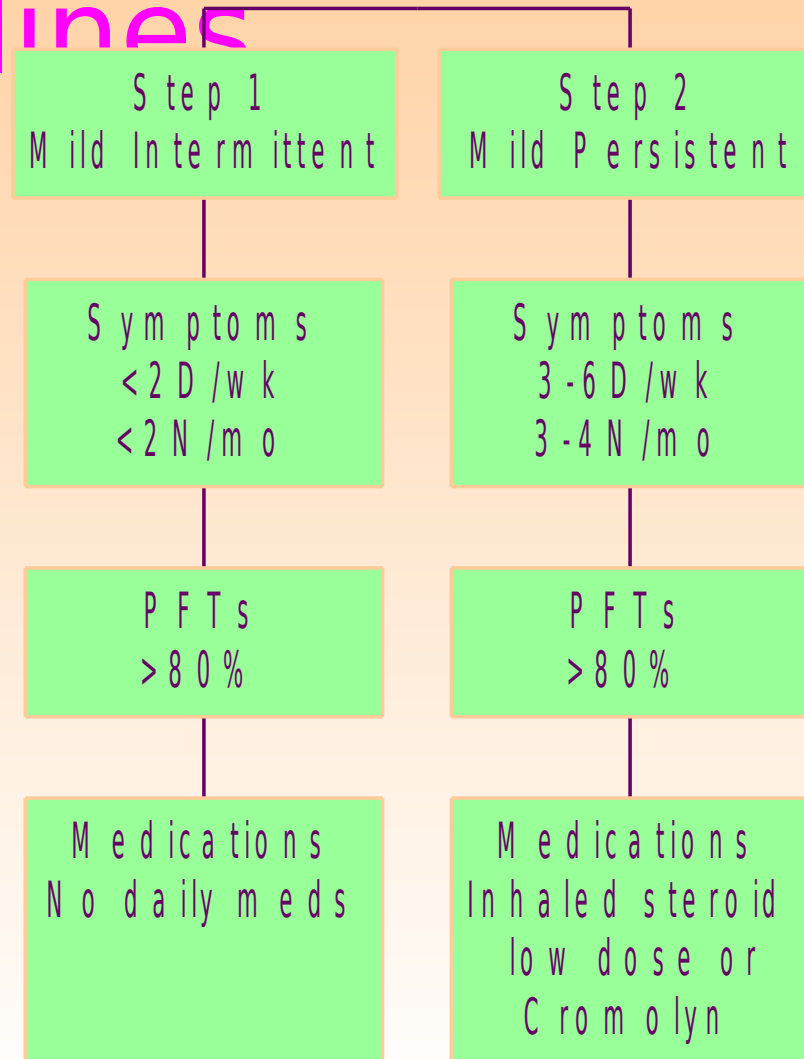 lines
Step 1
Mild Intermittent
Symptoms
<2D/wk
<2N/mo
PFTs
>80%
Medications
No daily meds
Step 2
Mild Persistent
Symptoms
3-6D/wk
3-4N/mo
PFTs
>80%
Medications
Inhaled steroid
low dose or
Cromolyn